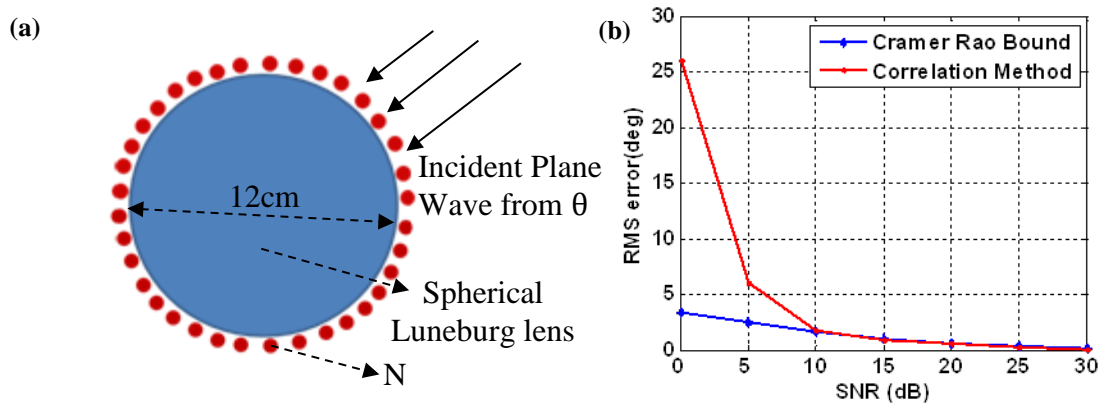 (a)
12cm
Incident Plane
Wave from θ
Spherical
Luneburg lens
N
(b)
RMS error(deg)
30
25
20
15
10
5
0
Cramer Rao Bound
Correlation Method
0 5 10 15 20 25 30
SNR (dB)